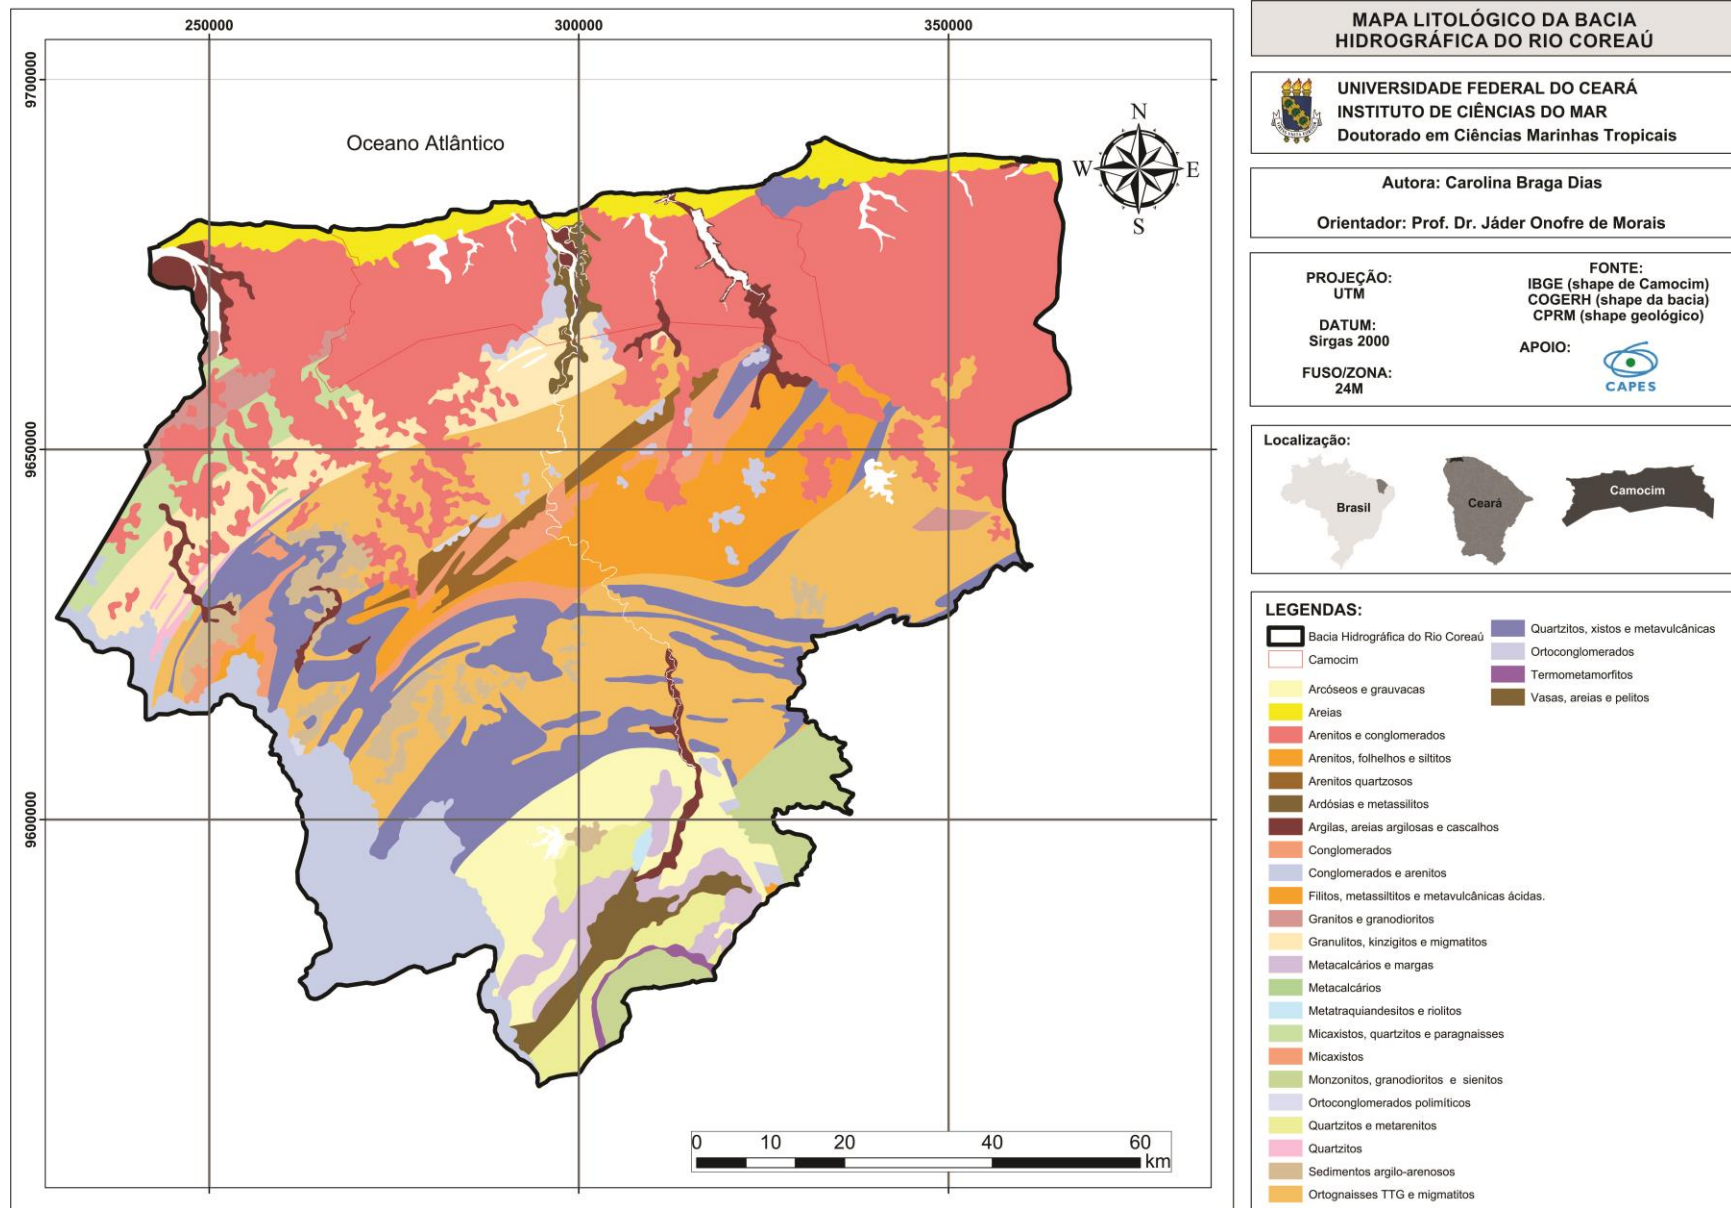 250000
300000
350000
9700000
9650000
9600000
Oceano Atlântico
N
W
E
S
0
10
20
40
60
km
MAPA LITOLÓGICO DA BACIA
HIDROGRÁFICA DO RIO COREAÚ
UNIVERSIDADE FEDERAL DO CEARÁ
INSTITUTO DE CIÊNCIAS DO MAR
Doutorado em Ciências Marinhas Tropicais
Autora: Carolina Braga Dias
Orientador: Prof. Dr. Jáder Onofre de Morais
PROJEÇÃO:
UTM
DATUM:
Sirgas 2000
FUSO/ZONA:
24M
FONTE:
IBGE (shape de Camocim)
COGERH (shape da bacia)
CPRM (shape geológico)
APOIO:
CAPES
Localização:
Brasil
Ceará
Camocim
LEGENDAS:
Bacia Hidrográfica do Rio Coreaú
Camocim
Arcóseos e grauvacas
Areias
Arenitos e conglomerados
Arenitos, folhelhos e siltitos
Arenitos quartzosos
Ardósias e metassilitos
Argilas, areias argilosas e cascalhos
Conglomerados
Conglomerados e arenitos
Filitos, metassiltitos e metavulcânicas ácidas.
Granitos e granodioritos
Granulitos, kinzigitos e migmatitos
Metacalcários e margas
Metacalcários
Metatraquiandesitos e riolitos
Micaxistos, quartzitos e paragnaisses
Micaxistos
Monzonitos, granodioritos e sienitos
Ortoconglomerados polimíticos
Quartzitos e metarenitos
Quartzitos
Sedimentos argilo-arenosos
Ortognaisses TTG e migmatitos
Quartzitos, xistos e metavulcânicas
Ortoconglomerados
Termometamorfitos
Vasas, areias e pelitos